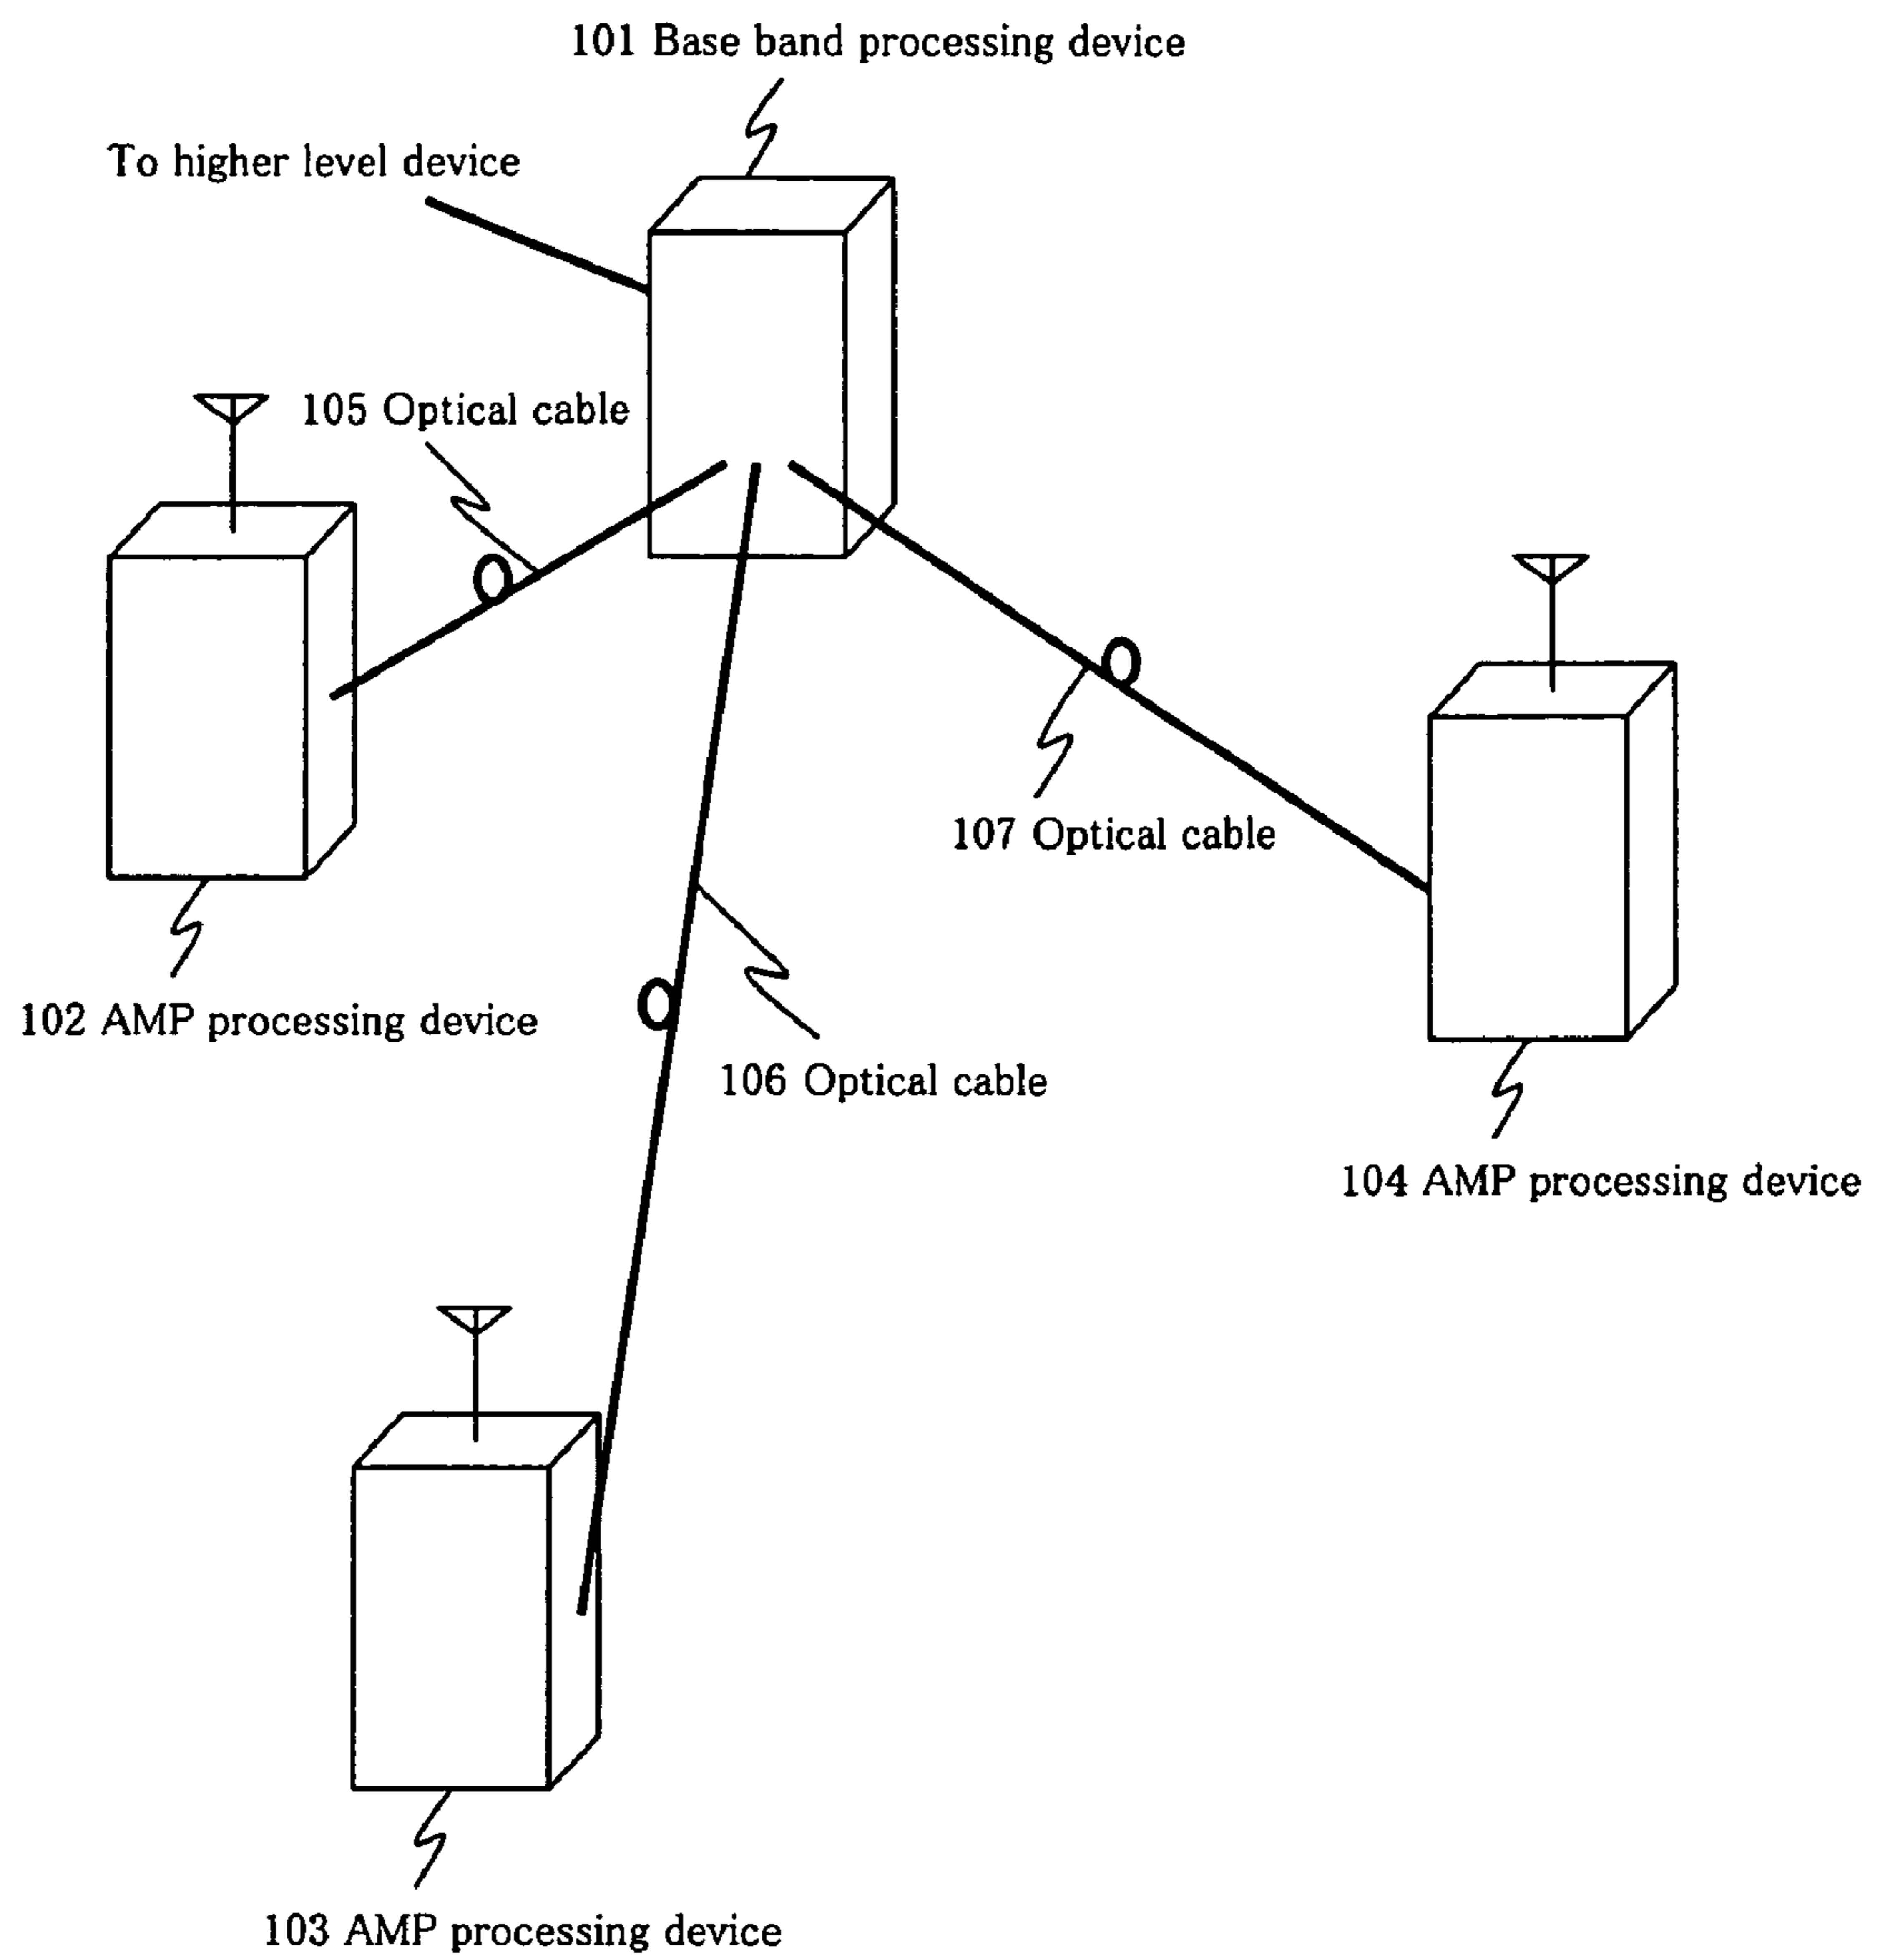 101 Base band processing device
To higher level device
105 Optical cable
107 Optical cable
102 AMP processing device
106 Optical cable
104 AMP processing device
103 AMP processing device